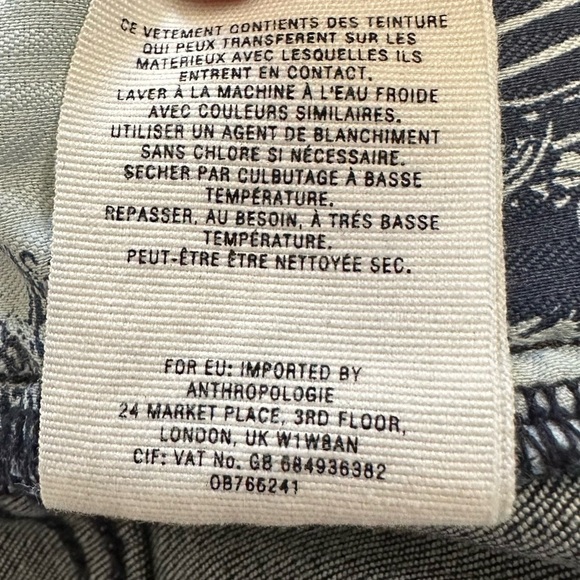 CE VETEMENT CONTIENTS DES TEINTURE
QUI PEUX TRANSFERENT SUR LES
MATERIEUX AVEC LESQUELLES ILS
ENTRENT EN CONTACT.
LAVER À LA MACHINE À L'EAU FROIDE
AVEC COULEURS SIMILAIRES.
UTILISER UN AGENT DE BLANCHIMENT
SANS CHLORE SI NÉCESSAIRE.
SECHER PAR CULBUTAGE À BASSE
TEMPÉRATURE.
REPASSER, AU BESOIN, À TRÉS BASSE
TEMPÉRATURE.
PEUT-ÊTRE ÊTRE NETTOYÉE SEC.
FOR EU: IMPORTED BY
ANTHROPOLOGIE
24 MARKET PLACE, 3RD FLOOR,
LONDON, UK W1W8AN
CIF: VAT No. GB 684936382
OB766241